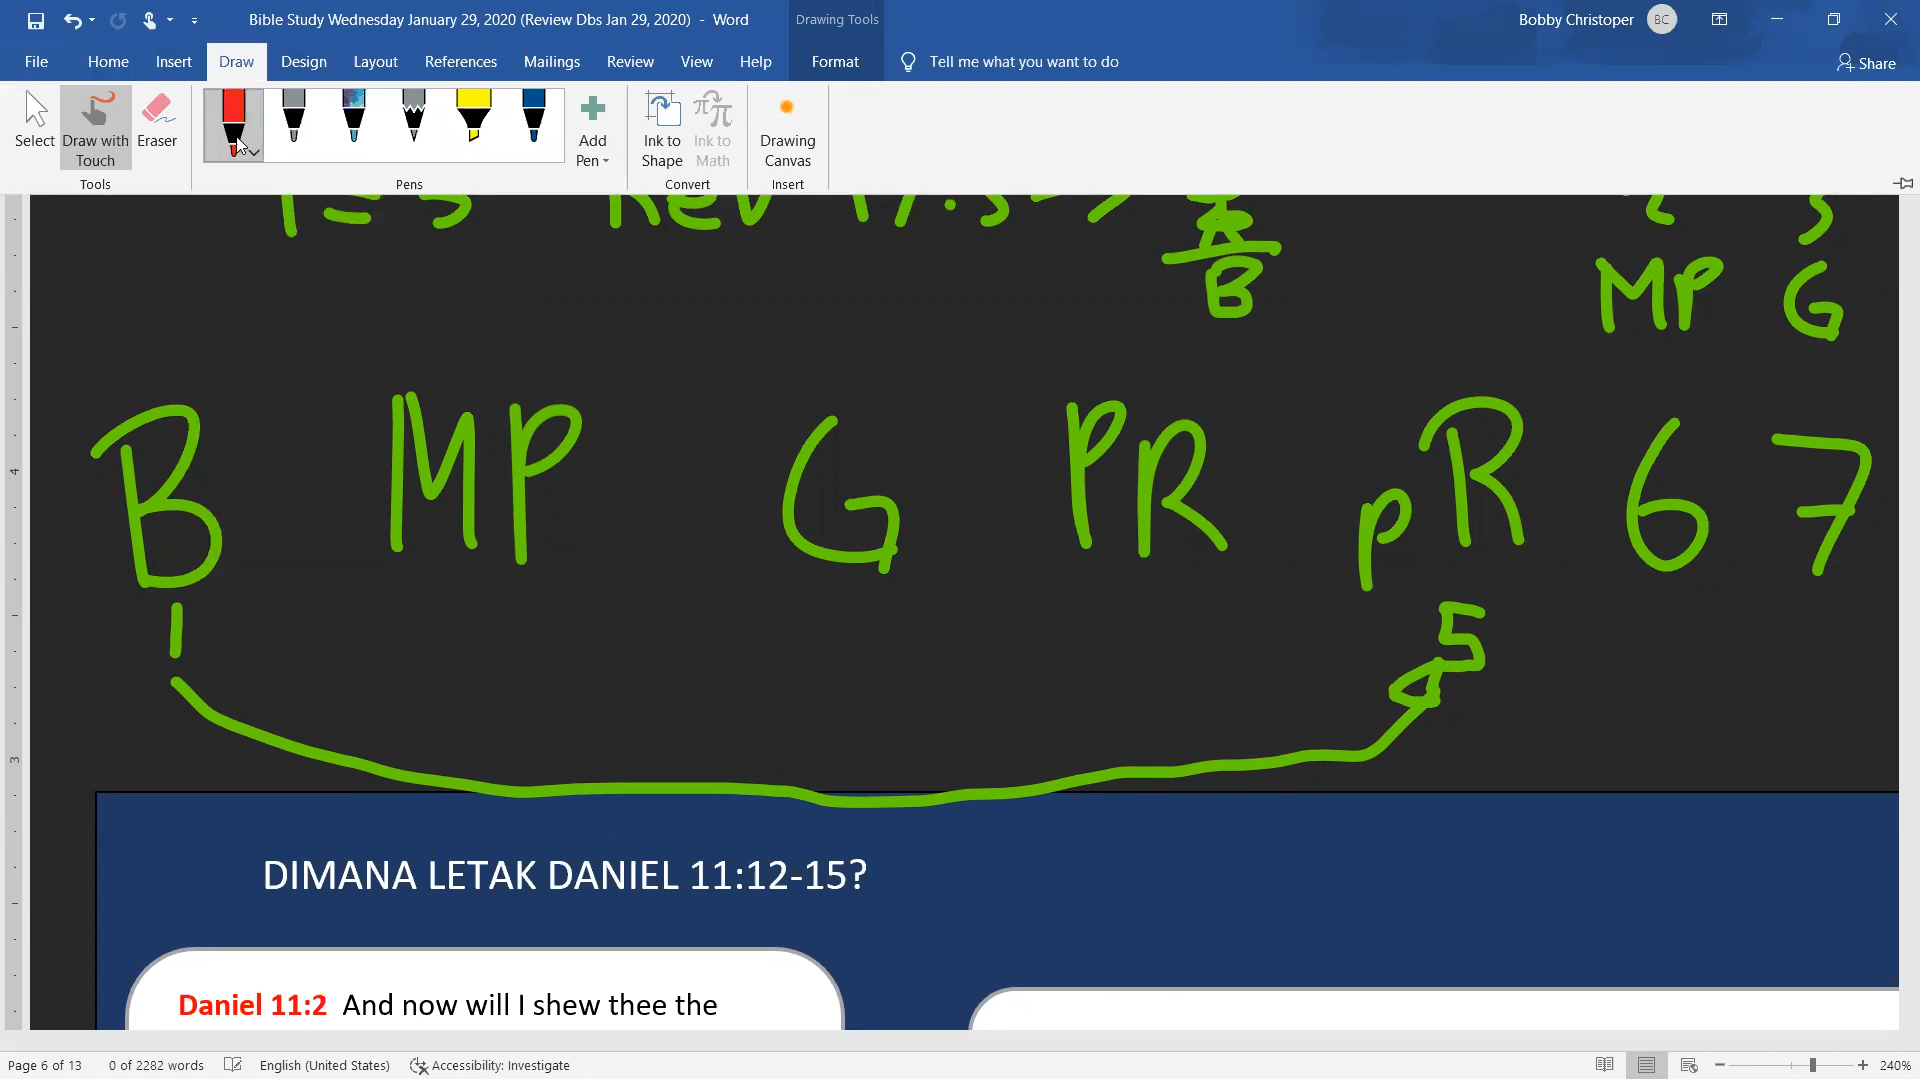 Bible Study Wednesday January 29, 2020 (Review Dbs Jan 29, 2020) - Word
Drawing Tools
Bobby Christoper BC
File Home Insert Draw Design Layout References Mailings Review View Help Format Tell me what you want to do Share
Select Draw with Touch Eraser Add Pen Ink to Shape Ink to Math Drawing Canvas
Tools Pens Convert Insert
Rev 17:
B
MP G
B MP G PR pR 6 7
1 5
4
3
DIMANA LETAK DANIEL 11:12-15?
Daniel 11:2 And now will I shew thee the
Page 6 of 13 0 of 2282 words English (United States) Accessibility: Investigate 240%